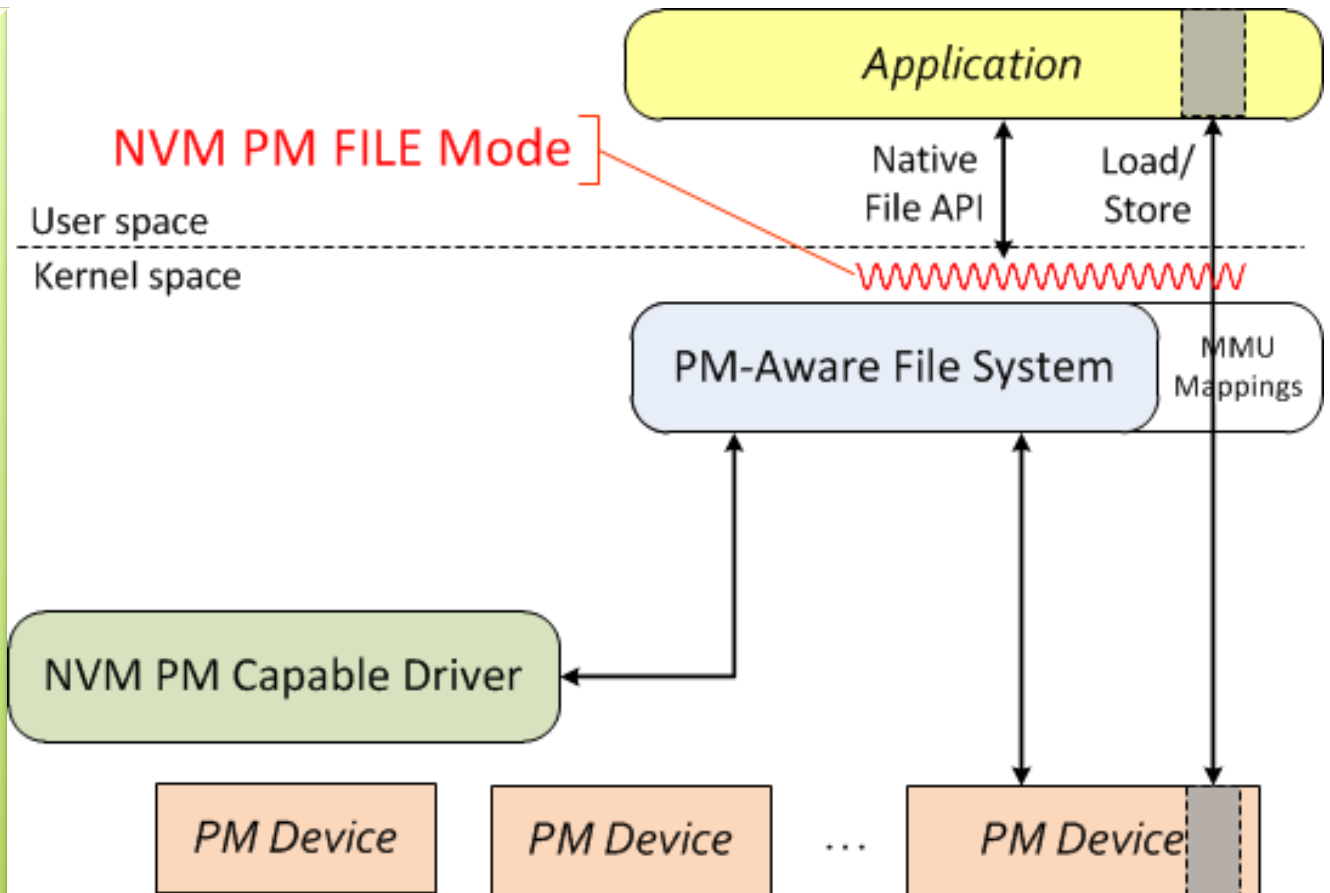 Application
NVM PM FILE Mode
Native
File API
Load/
Store
User space
Kernel space
PM-Aware File System
MMU
Mappings
NVM PM Capable Driver
PM Device
PM Device
...
PM Device